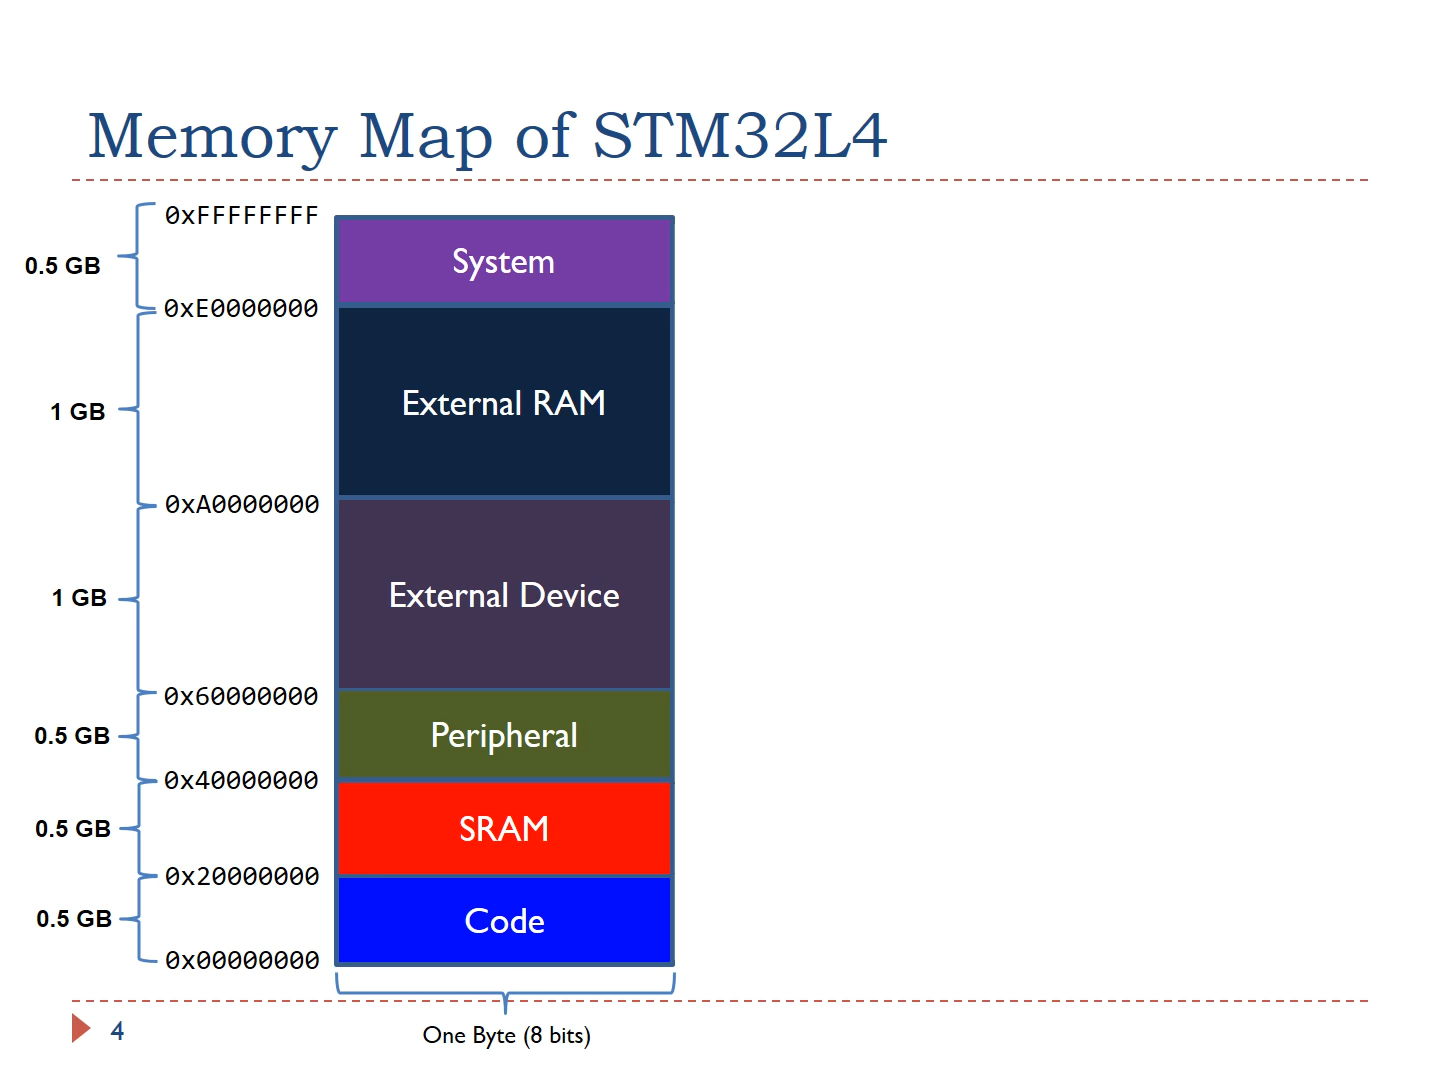 Memory Map of STM32L4
0xFFFFFFFF
System
0.5 GB
0xE0000000
External RAM
1 GB
0xA0000000
External Device
1 GB
0x60000000
Peripheral
0.5 GB
0x40000000
SRAM
0.5 GB
0x20000000
Code
0.5 GB
0x00000000
4
One Byte (8 bits)